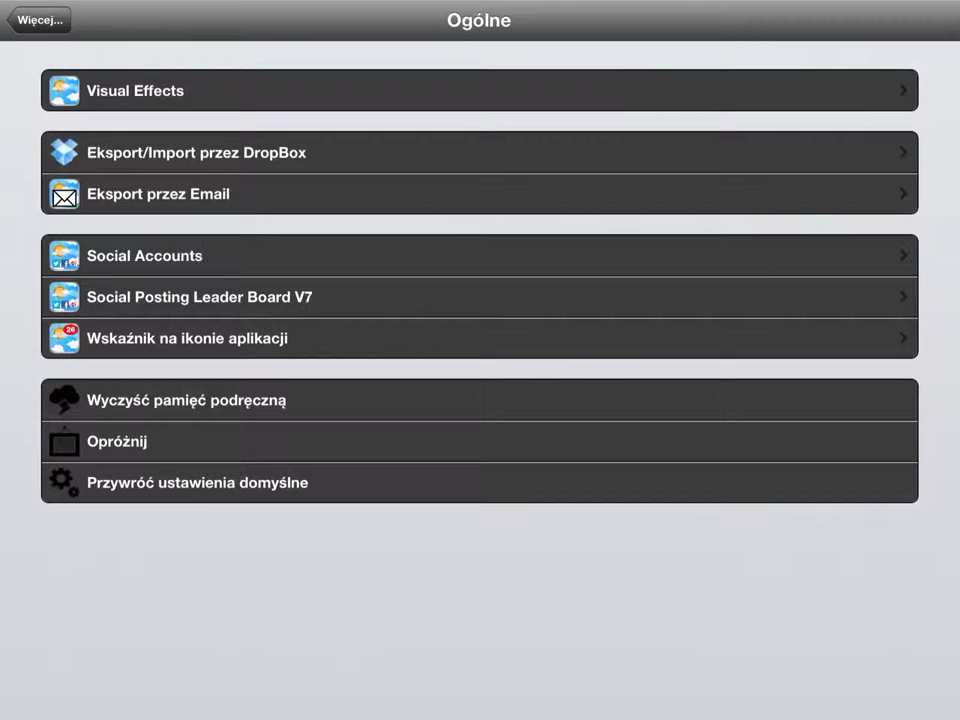 Więcej...
Ogólne
Visual Effects
Eksport/Import przez DropBox
Eksport przez Email
Social Accounts
Social Posting Leader Board V7
26
Wskaźnik na ikonie aplikacji
Wyczyść pamięć podręczną
Opróżnij
Przywróć ustawienia domyślne